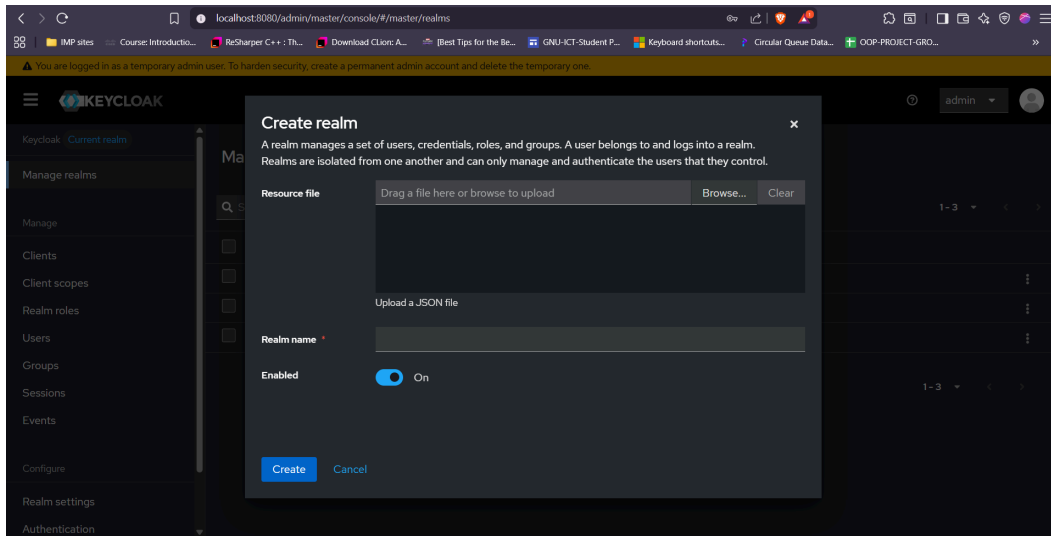 localhost:8080/admin/master/console/#/master/realms
IMP sites
Course: Introductio...
ReSharper C++ : Th...
Download CLion: A...
[Best Tips for the Be...
GNU-ICT-Student P...
Keyboard shortcuts...
Circular Queue Data...
OOP-PROJECT-GRO...
»
You are logged in as a temporary admin user. To harden security, create a permanent admin account and delete the temporary one.
KEYCLOAK
admin
Keycloak Current realm
Manage realms
Manage
Clients
Client scopes
Realm roles
Users
Groups
Sessions
Events
Configure
Realm settings
Authentication
Ma
S
1-3
1-3
Create realm
A realm manages a set of users, credentials, roles, and groups. A user belongs to and logs into a realm.
Realms are isolated from one another and can only manage and authenticate the users that they control.
Resource file
Drag a file here or browse to upload
Browse...
Clear
Upload a JSON file
Realm name *
Enabled
On
Create
Cancel